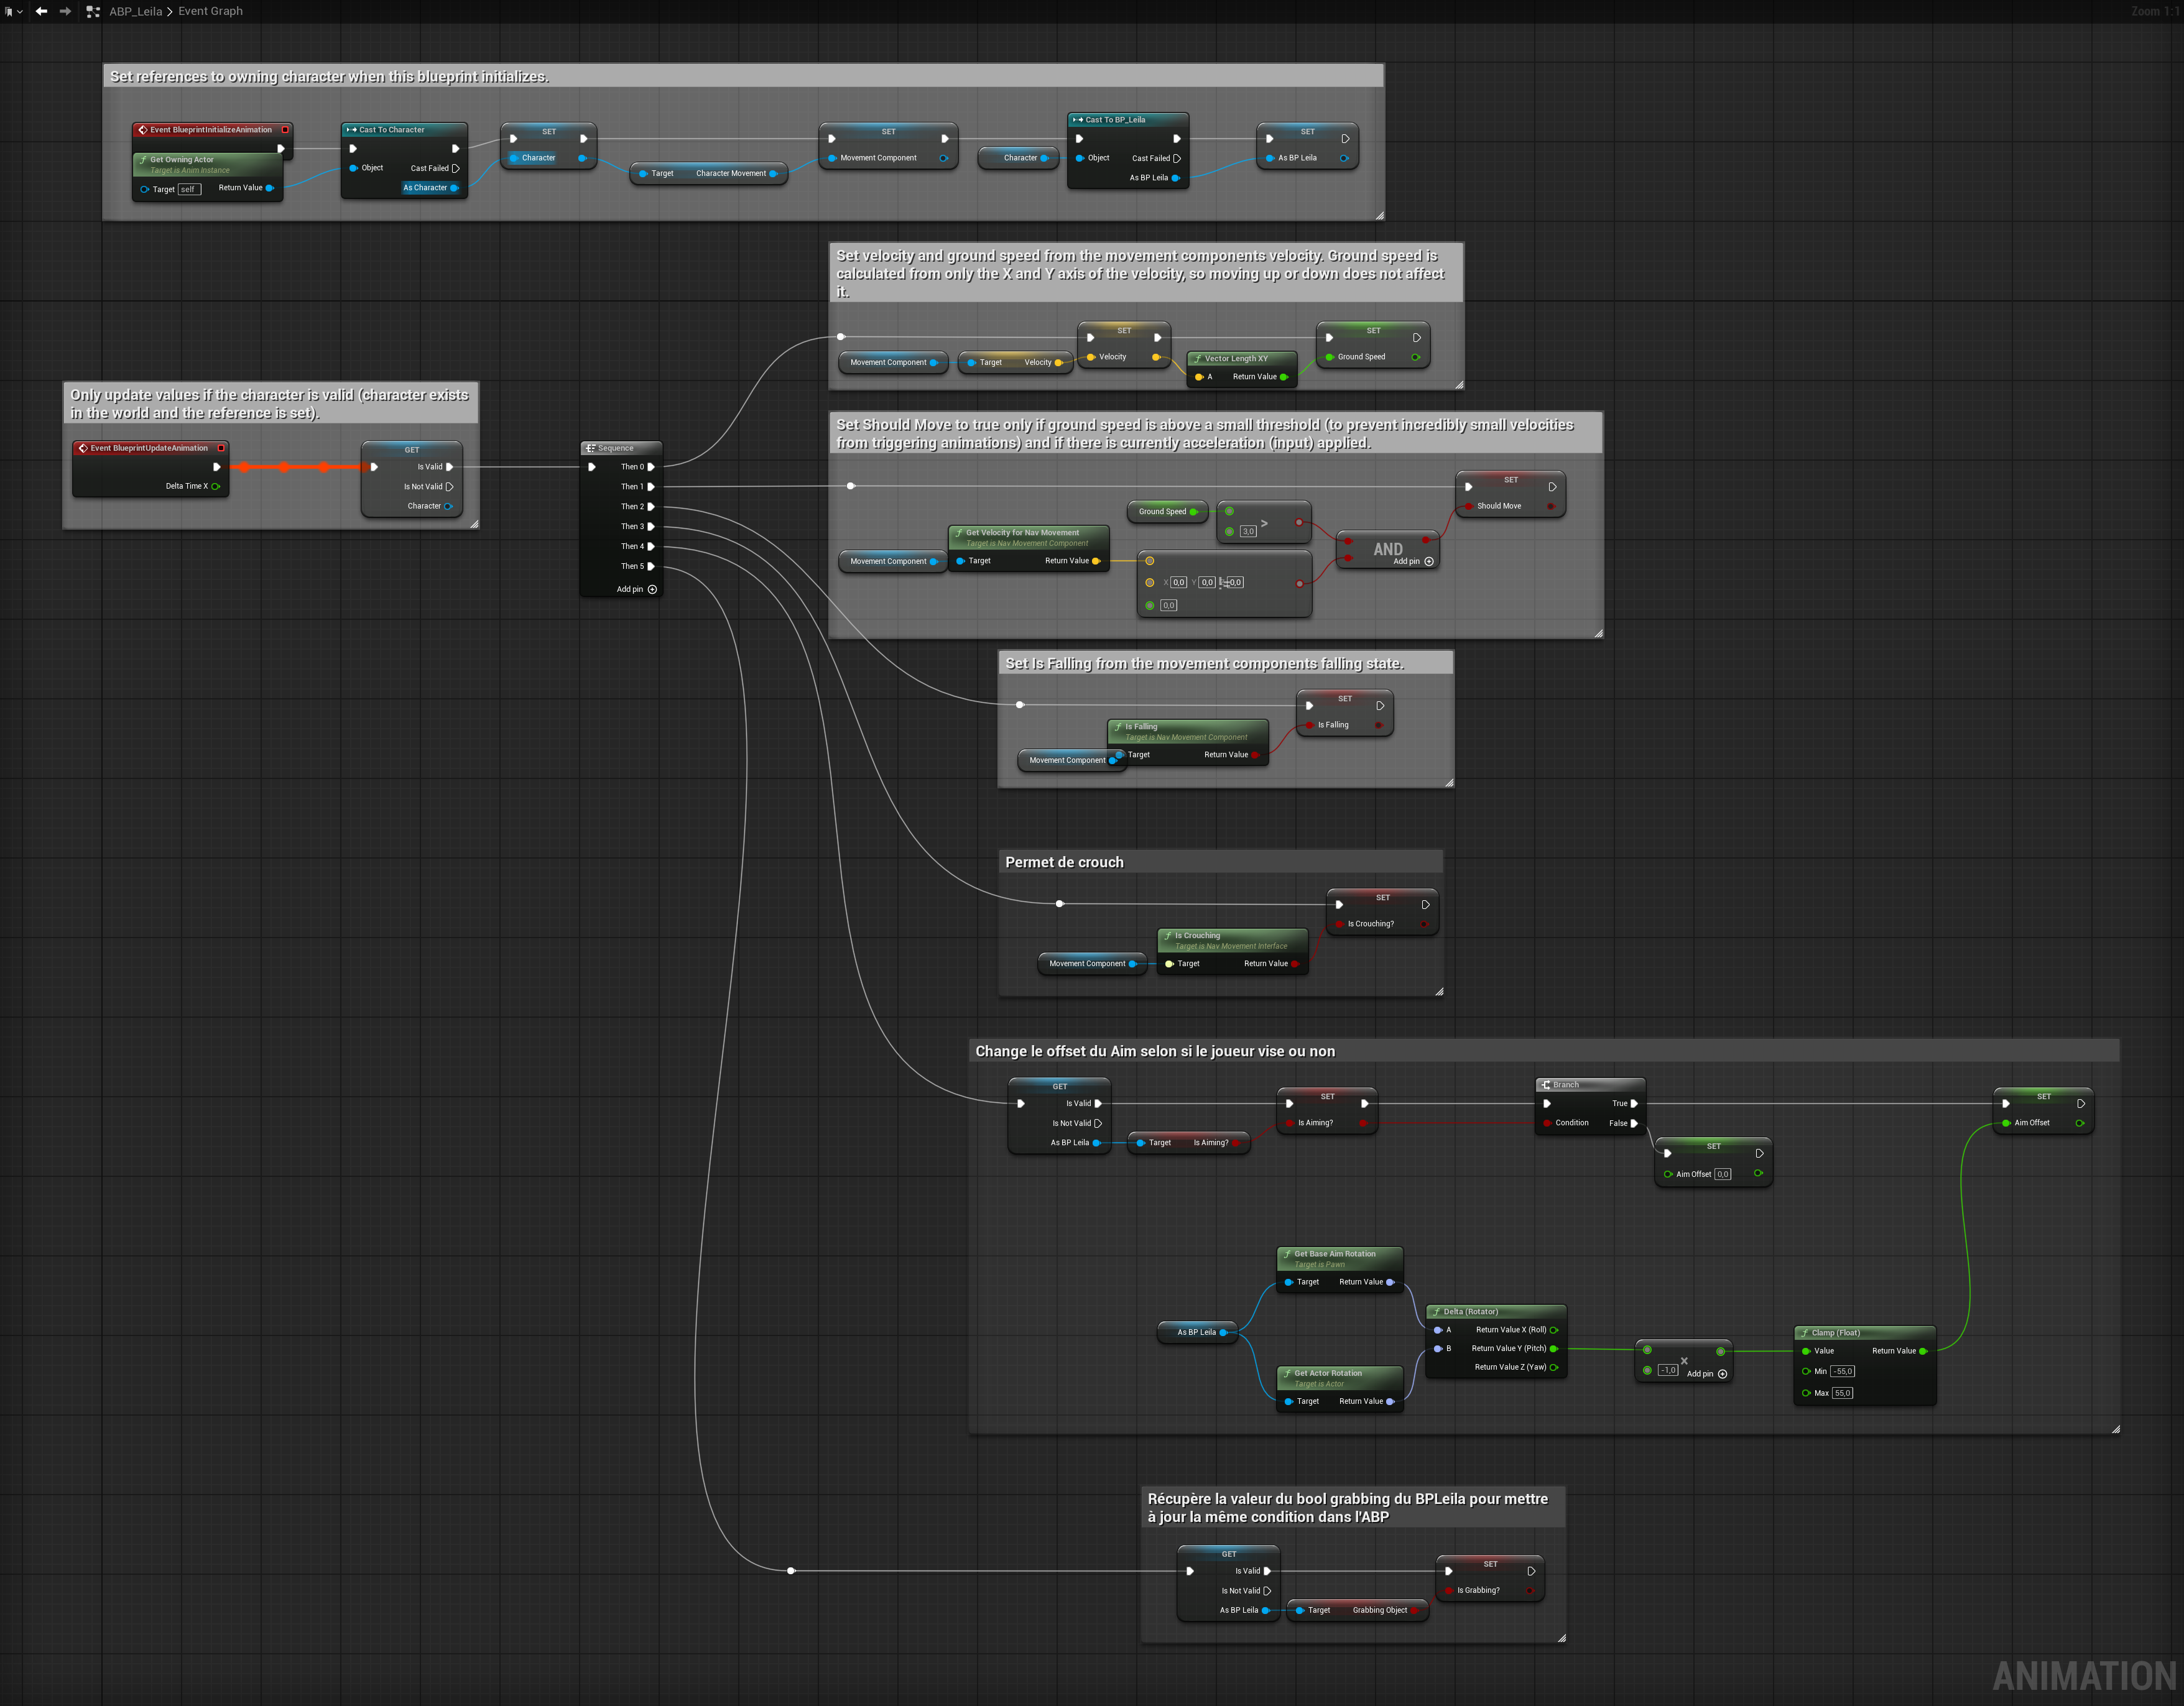 ABP_Leila > Event Graph
Zoom 1:1
Set references to owning character when this blueprint initializes.
Event BlueprintInitializeAnimation
Get Owning Actor
Target is Anim Instance
Target self Return Value
Cast To Character
Object Cast Failed
As Character
SET
Character
Target Character Movement
SET
Movement Component
Character
Cast To BP_Leila
Object Cast Failed
As BP Leila
SET
As BP Leila
Set velocity and ground speed from the movement components velocity. Ground speed is
calculated from only the X and Y axis of the velocity, so moving up or down does not affect
it.
Movement Component
Target Velocity
SET
Velocity
Vector Length XY
A Return Value
SET
Ground Speed
Only update values if the character is valid (character exists
in the world and the reference is set).
Event BlueprintUpdateAnimation
Delta Time X
GET
Is Valid
Is Not Valid
Character
Sequence
Then 0
Then 1
Then 2
Then 3
Then 4
Then 5
Add pin
Set Should Move to true only if ground speed is above a small threshold (to prevent incredibly small velocities
from triggering animations) and if there is currently acceleration (input) applied.
Movement Component
Get Velocity for Nav Movement
Target is Nav Movement Component
Target Return Value
Ground Speed
>
3,0
X 0,0 Y 0,0 0,0
0,0
AND
Add pin
SET
Should Move
Set Is Falling from the movement components falling state.
Movement Component
Is Falling
Target is Nav Movement Component
Target Return Value
SET
Is Falling
Permet de crouch
Movement Component
Is Crouching
Target is Nav Movement Interface
Target Return Value
SET
Is Crouching?
Change le offset du Aim selon si le joueur vise ou non
GET
Is Valid
Is Not Valid
As BP Leila
Target Is Aiming?
SET
Is Aiming?
Branch
True
Condition False
SET
Aim Offset 0,0
SET
Aim Offset
As BP Leila
Get Base Aim Rotation
Target is Pawn
Target Return Value
Get Actor Rotation
Target is Actor
Target Return Value
Delta (Rotator)
A Return Value X (Roll)
B Return Value Y (Pitch)
Return Value Z (Yaw)
×
-1,0 Add pin
Clamp (Float)
Value Return Value
Min -55,0
Max 55,0
Récupère la valeur du bool grabbing du BPLeila pour mettre
à jour la même condition dans l'ABP
GET
Is Valid
Is Not Valid
As BP Leila
Target Grabbing Object
SET
Is Grabbing?
ANIMATION